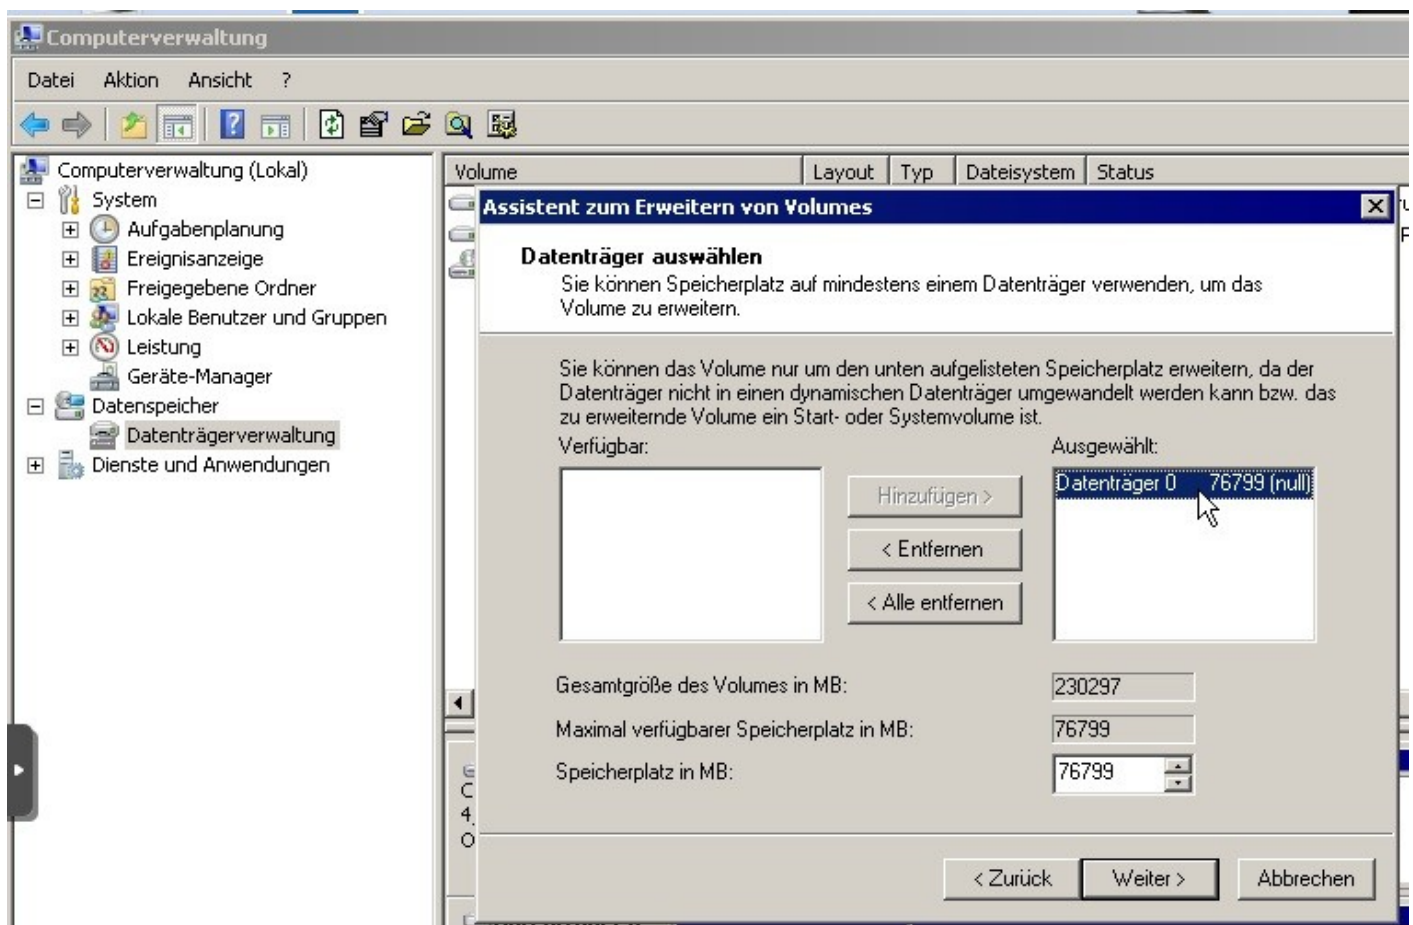 Computerverwaltung
Datei Aktion Ansicht ?
Computerverwaltung (Lokal)
System
Aufgabenplanung
Ereignisanzeige
Freigegebene Ordner
Lokale Benutzer und Gruppen
Leistung
Geräte-Manager
Datenspeicher
Datenträgerverwaltung
Dienste und Anwendungen
Volume Layout Typ Dateisystem Status
Assistent zum Erweitern von Volumes
Datenträger auswählen
Sie können Speicherplatz auf mindestens einem Datenträger verwenden, um das
Volume zu erweitern.
Sie können das Volume nur um den unten aufgelisteten Speicherplatz erweitern, da der
Datenträger nicht in einen dynamischen Datenträger umgewandelt werden kann bzw. das
zu erweiternde Volume ein Start- oder Systemvolume ist.
Verfügbar: Ausgewählt:
Datenträger 0 76799 (null)
Hinzufügen >
< Entfernen
< Alle entfernen
Gesamtgröße des Volumes in MB: 230297
Maximal verfügbarer Speicherplatz in MB: 76799
Speicherplatz in MB: 76799
< Zurück Weiter > Abbrechen